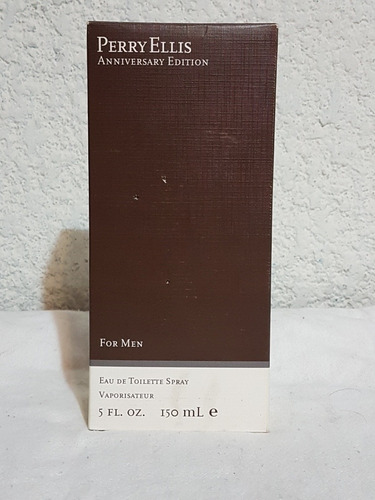 PERRY ELLIS
ANNIVERSARY EDITION
FOR MEN
EAU DE TOILETTE SPRAY
VAPORISATEUR
5 FL. OZ. 150 mL e